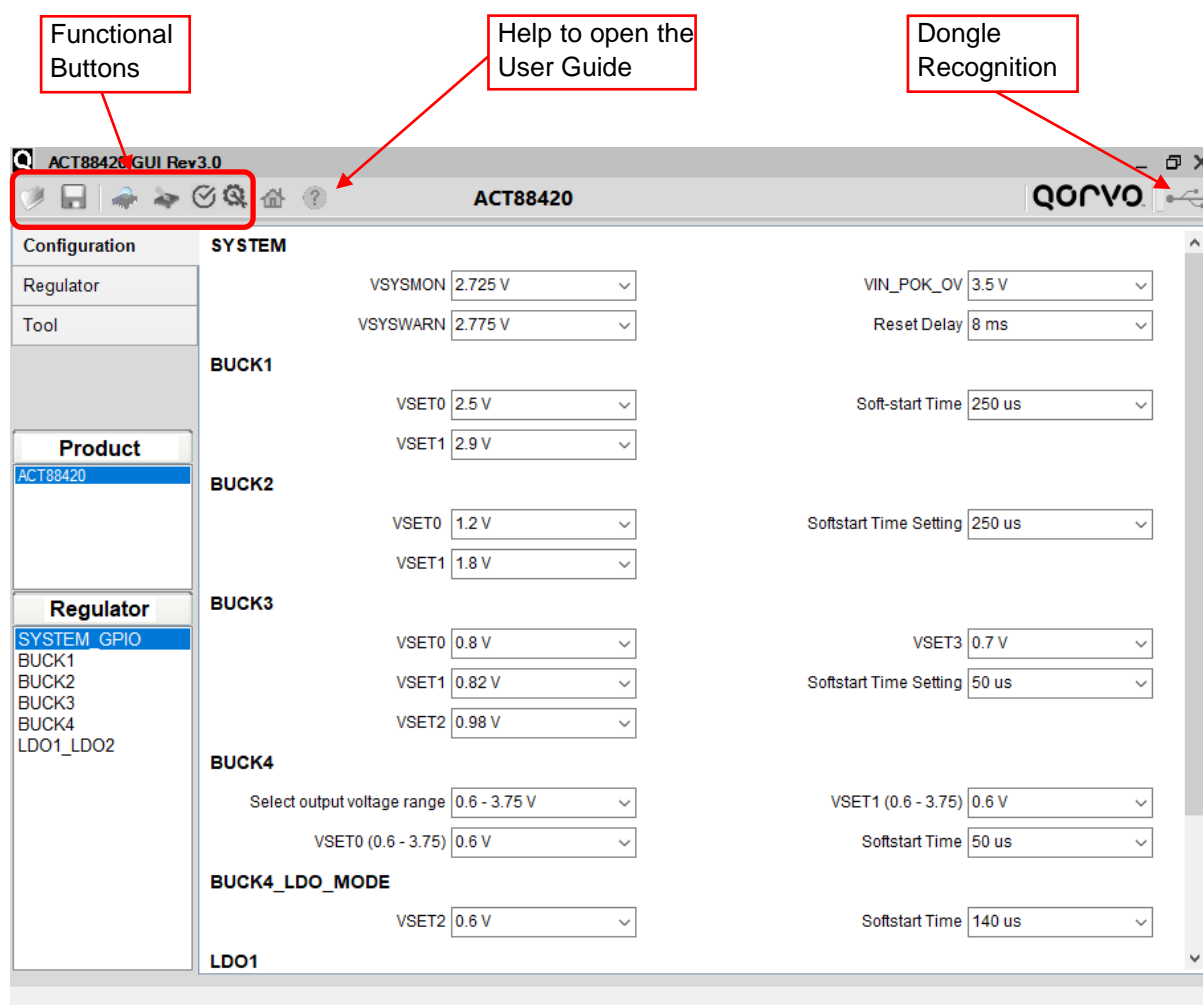 Functional
Buttons
Help to open the
User Guide
Dongle
Recognition
ACT88420 GUI Rev3.0
ACT88420
QORVO
Configuration
Regulator
Tool
Product
ACT88420
Regulator
SYSTEM_GPIO
BUCK1
BUCK2
BUCK3
BUCK4
LDO1_LDO2
SYSTEM
VSYSMON 2.725 V
VIN_POK_OV 3.5 V
VSYSWARN 2.775 V
Reset Delay 8 ms
BUCK1
VSET0 2.5 V
Soft-start Time 250 us
VSET1 2.9 V
BUCK2
VSET0 1.2 V
Softstart Time Setting 250 us
VSET1 1.8 V
BUCK3
VSET0 0.8 V
VSET3 0.7 V
VSET1 0.82 V
Softstart Time Setting 50 us
VSET2 0.98 V
BUCK4
Select output voltage range 0.6 - 3.75 V
VSET1 (0.6 - 3.75) 0.6 V
VSET0 (0.6 - 3.75) 0.6 V
Softstart Time 50 us
BUCK4_LDO_MODE
VSET2 0.6 V
Softstart Time 140 us
LDO1